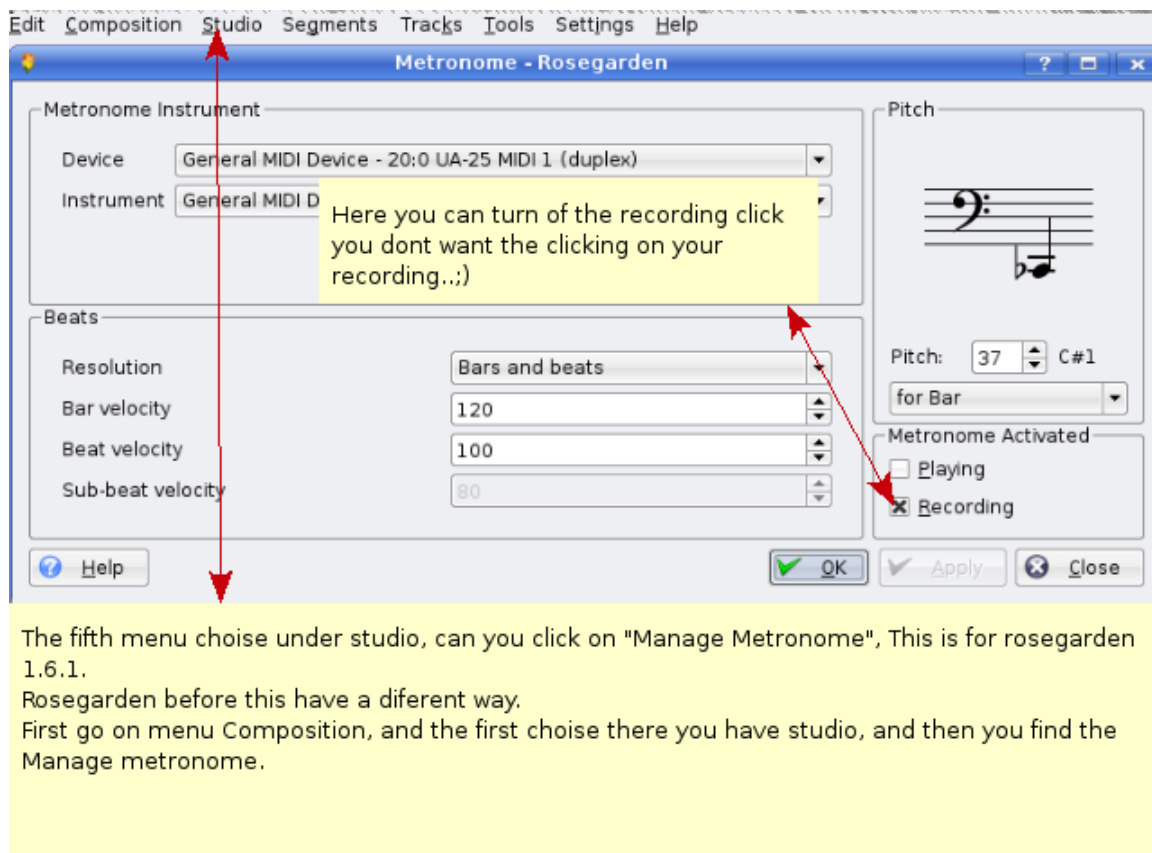 Edit Composition Studio Segments Tracks Tools Settings Help
Metronome - Rosegarden
Metronome Instrument
Device General MIDI Device - 20:0 UA-25 MIDI 1 (duplex)
Instrument General MIDI D
Here you can turn of the recording click
you dont want the clicking on your
recording..;)
Beats
Resolution Bars and beats
Bar velocity 120
Beat velocity 100
Sub-beat velocity 80
Pitch
Pitch: 37 C#1
for Bar
Metronome Activated
Playing
Recording
Help OK Apply Close
The fifth menu choise under studio, can you click on "Manage Metronome", This is for rosegarden
1.6.1.
Rosegarden before this have a diferent way.
First go on menu Composition, and the first choise there you have studio, and then you find the
Manage metronome.